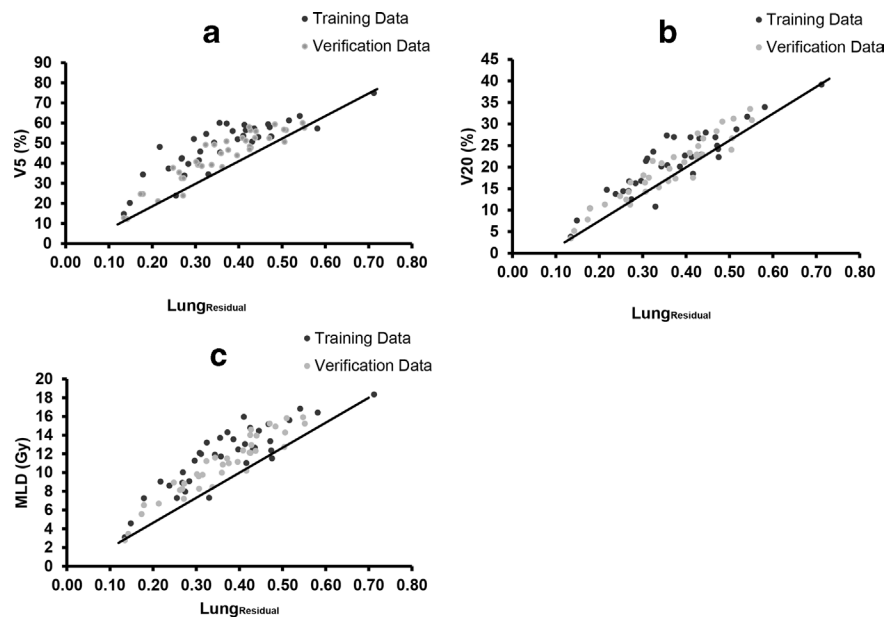 a
Training Data
Verification Data
V5 (%)
90
80
70
60
50
40
30
20
10
0
0.00 0.10 0.20 0.30 0.40 0.50 0.60 0.70 0.80
LungResidual
b
Training Data
Verification Data
V20 (%)
45
40
35
30
25
20
15
10
5
0
0.00 0.10 0.20 0.30 0.40 0.50 0.60 0.70 0.80
LungResidual
c
Training Data
Verification Data
MLD (Gy)
20
18
16
14
12
10
8
6
4
2
0
0.00 0.10 0.20 0.30 0.40 0.50 0.60 0.70 0.80
LungResidual